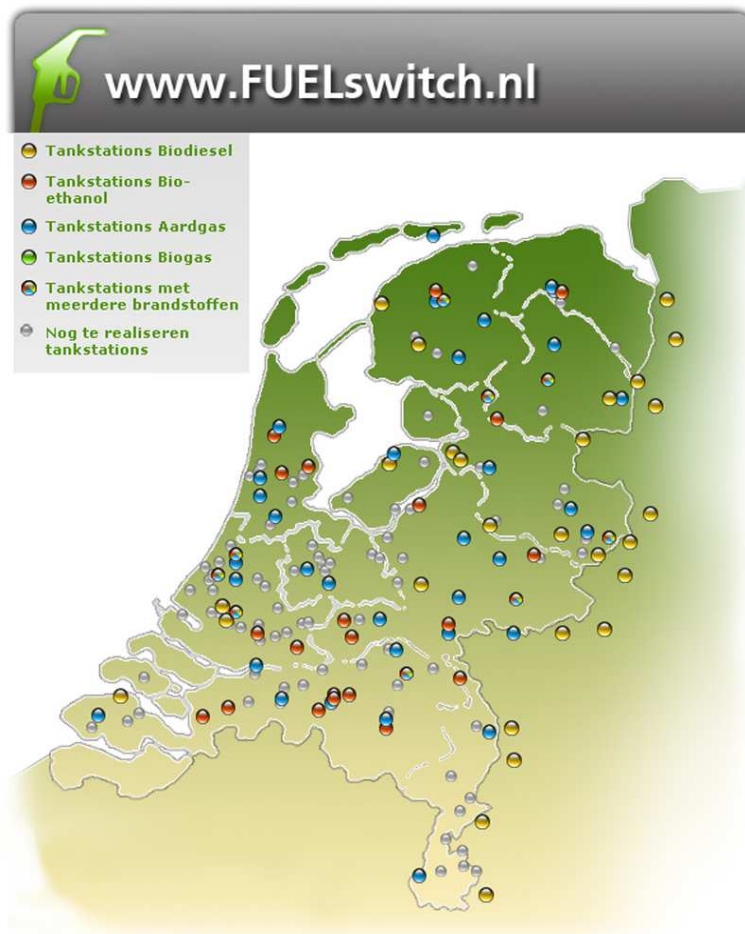 www.FUELswitch.nl
Tankstations Biodiesel
Tankstations Bio-
ethanol
Tankstations Aardgas
Tankstations Biogas
Tankstations met
meerdere brandstoffen
Nog te realiseren
tankstations